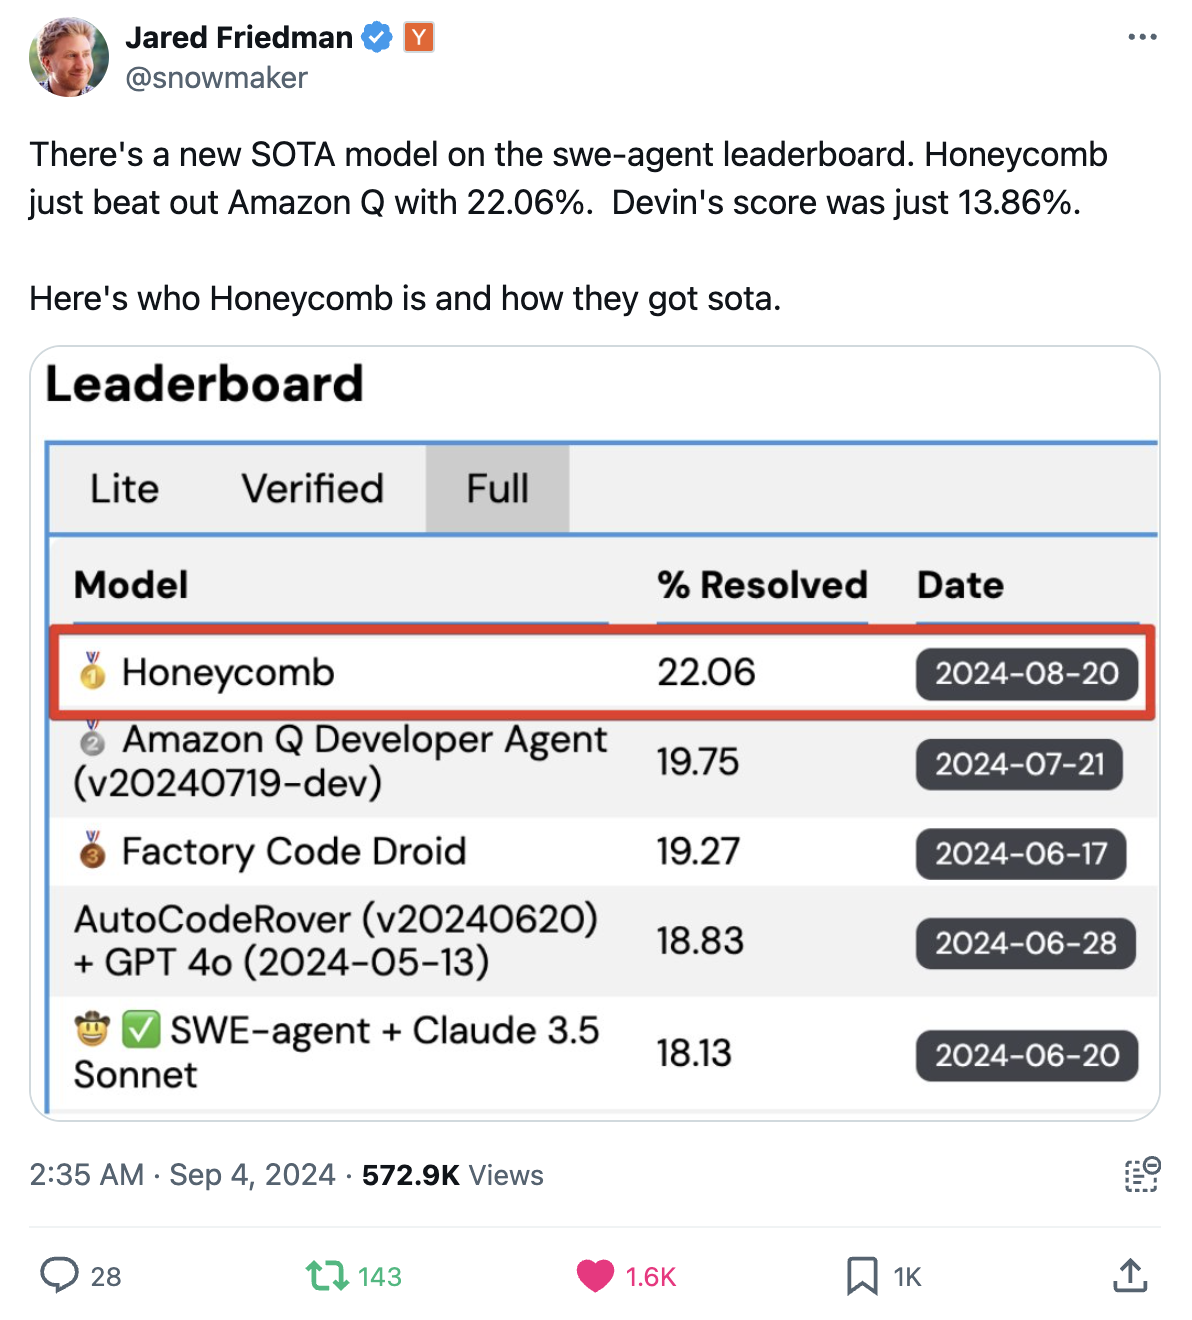 Jared Friedman Y
@snowmaker
There's a new SOTA model on the swe-agent leaderboard. Honeycomb
just beat out Amazon Q with 22.06%.  Devin's score was just 13.86%.
Here's who Honeycomb is and how they got sota.
Leaderboard
Lite Verified Full
Model % Resolved Date
🥇 Honeycomb 22.06 2024-08-20
🥈 Amazon Q Developer Agent
(v20240719-dev) 19.75 2024-07-21
🥉 Factory Code Droid 19.27 2024-06-17
AutoCodeRover (v20240620)
+ GPT 4o (2024-05-13) 18.83 2024-06-28
🤠 ✅ SWE-agent + Claude 3.5
Sonnet 18.13 2024-06-20
2:35 AM · Sep 4, 2024 · 572.9K Views
28 143 1.6K 1K